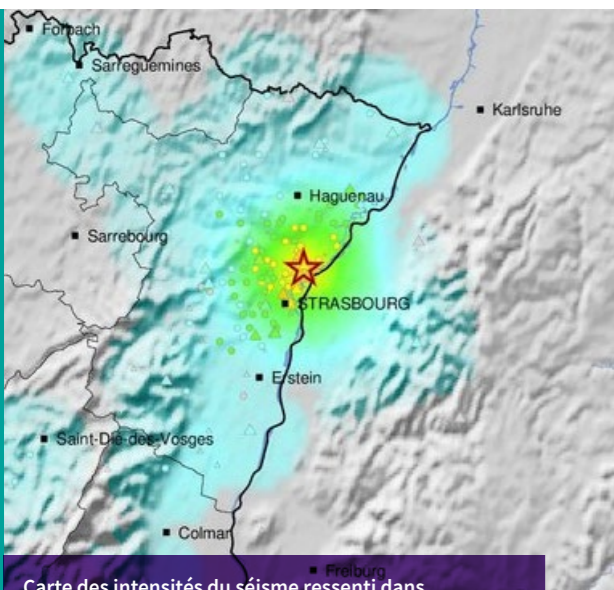 Forbach
Sarreguemines
Karlsruhe
Haguenau
Sarrebourg
STRASBOURG
Erstein
Saint-Dié-des-Vosges
Colmar
Freiburg
Carte des intensités du séisme ressenti dans